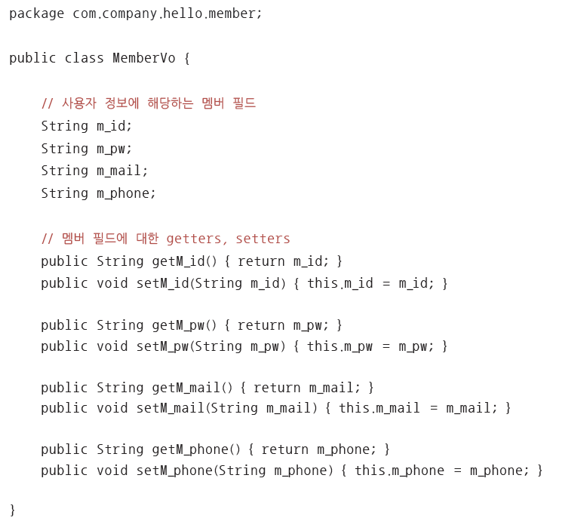 package com.company.hello.member;
public class MemberVo {
// 사용자 정보에 해당하는 멤버 필드
String m_id;
String m_pw;
String m_mail;
String m_phone;
// 멤버 필드에 대한 getters, setters
public String getM_id() { return m_id; }
public void setM_id(String m_id) { this.m_id = m_id; }
public String getM_pw() { return m_pw; }
public void setM_pw(String m_pw) { this.m_pw = m_pw; }
public String getM_mail() { return m_mail; }
public void setM_mail(String m_mail) { this.m_mail = m_mail; }
public String getM_phone() { return m_phone; }
public void setM_phone(String m_phone) { this.m_phone = m_phone; }
}